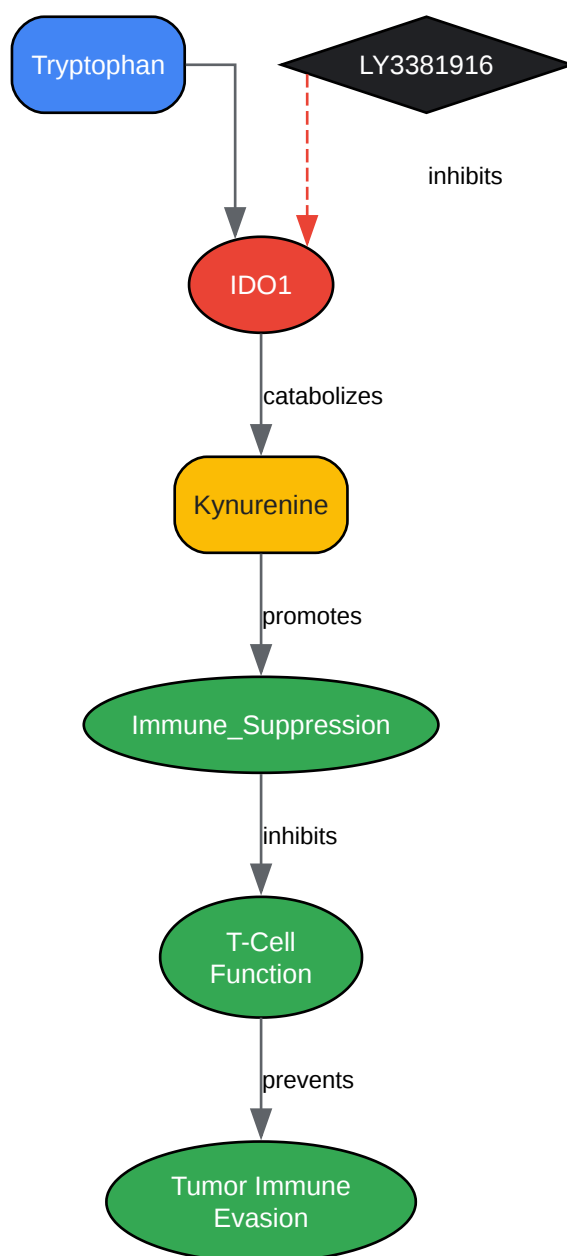 Tryptophan
LY3381916
inhibits
IDO1
catabolizes
Kynurenine
promotes
Immune_Suppression
inhibits
T-Cell
Function
prevents
Tumor Immune
Evasion